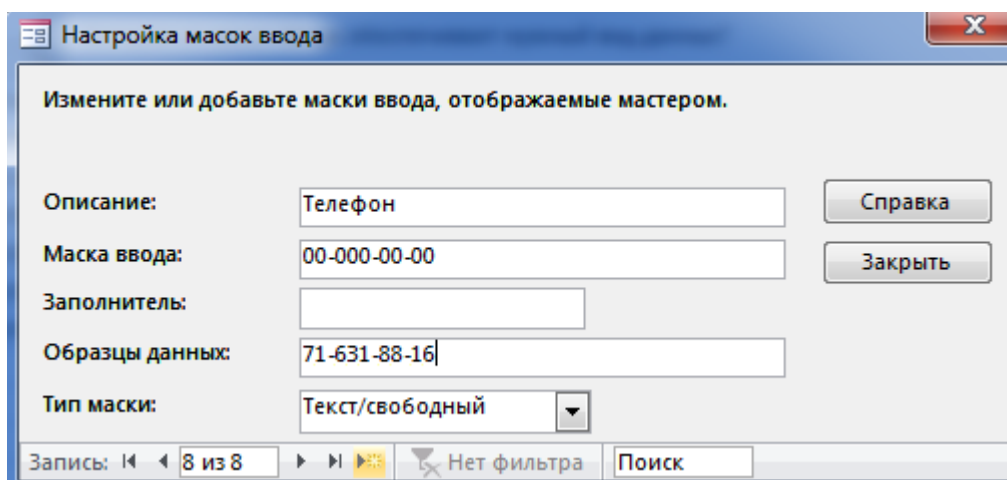 Настройка масок ввода
Измените или добавьте маски ввода, отображаемые мастером.
Описание: Телефон Справка
Маска ввода: 00-000-00-00 Закрыть
Заполнитель:
Образцы данных: 71-631-88-16
Тип маски: Текст/свободный
Запись: 8 из 8 Нет фильтра Поиск